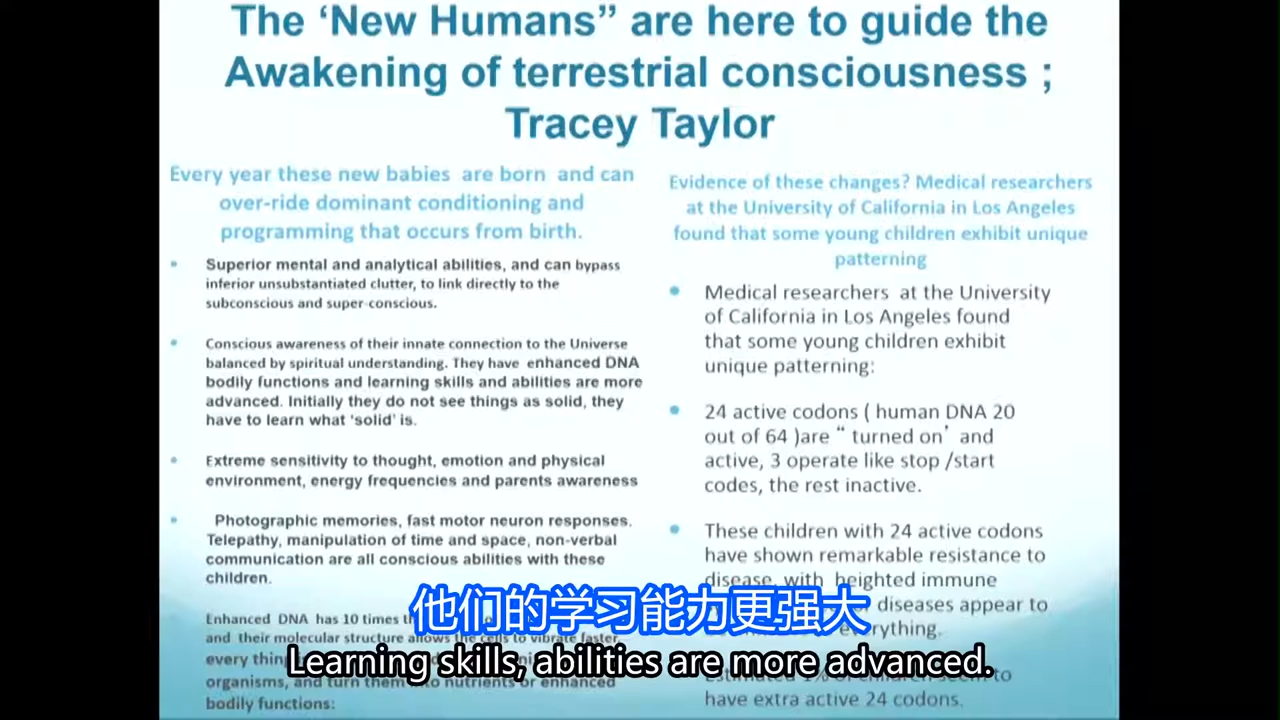 The ‘New Humans” are here to guide the
Awakening of terrestrial consciousness ;
Tracey Taylor
Every year these new babies are born and can
over-ride dominant conditioning and
programming that occurs from birth.
• Superior mental and analytical abilities, and can bypass
inferior unsubstantiated clutter, to link directly to the
subconscious and super-conscious.
• Conscious awareness of their innate connection to the Universe
balanced by spiritual understanding. They have enhanced DNA
bodily functions and learning skills and abilities are more
advanced. Initially they do not see things as solid, they
have to learn what ‘solid’ is.
• Extreme sensitivity to thought, emotion and physical
environment, energy frequencies and parents awareness
• Photographic memories, fast motor neuron responses.
Telepathy, manipulation of time and space, non-verbal
communication are all conscious abilities with these
children.
Enhanced DNA has 10 times
and their molecular structure allows the cells to vibrate faster,
every
organisms, and turn them into nutrients or enhanced
bodily functions:
Evidence of these changes? Medical researchers
at the University of California in Los Angeles
found that some young children exhibit unique
patterning
• Medical researchers at the University
of California in Los Angeles found
that some young children exhibit
unique patterning:
• 24 active codons ( human DNA 20
out of 64 )are “ turned on’ and
active, 3 operate like stop /start
codes, the rest inactive.
• These children with 24 active codons
have shown remarkable resistance to
disease, with heighted immune
diseases appear to
everything.
Estimated 1% of children seem to
have extra active 24 codons.
他们的学习能力更强大
Learning skills, abilities are more advanced.